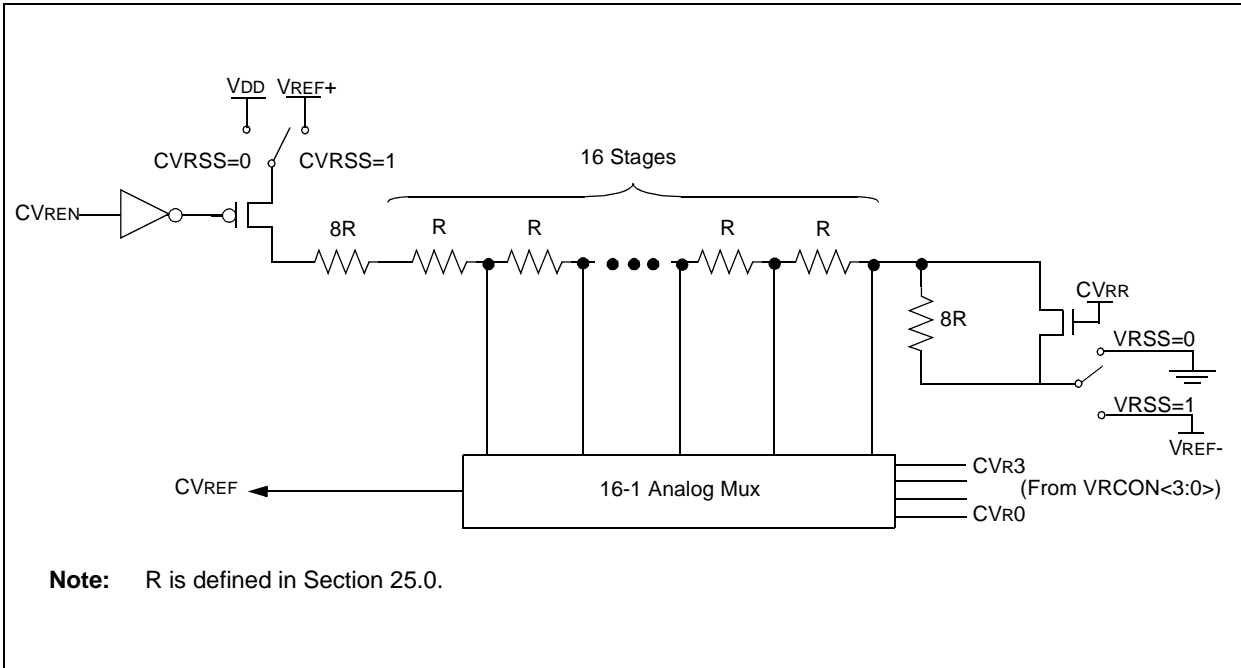 VDD VREF+
CVRSS=0 CVRSS=1
16 Stages
CVREN
8R R R R R
8R
CVRR
VRSS=0
VRSS=1
VREF-
CVREF
16-1 Analog Mux
CVR3
(From VRCON<3:0>)
CVR0
Note: R is defined in Section 25.0.